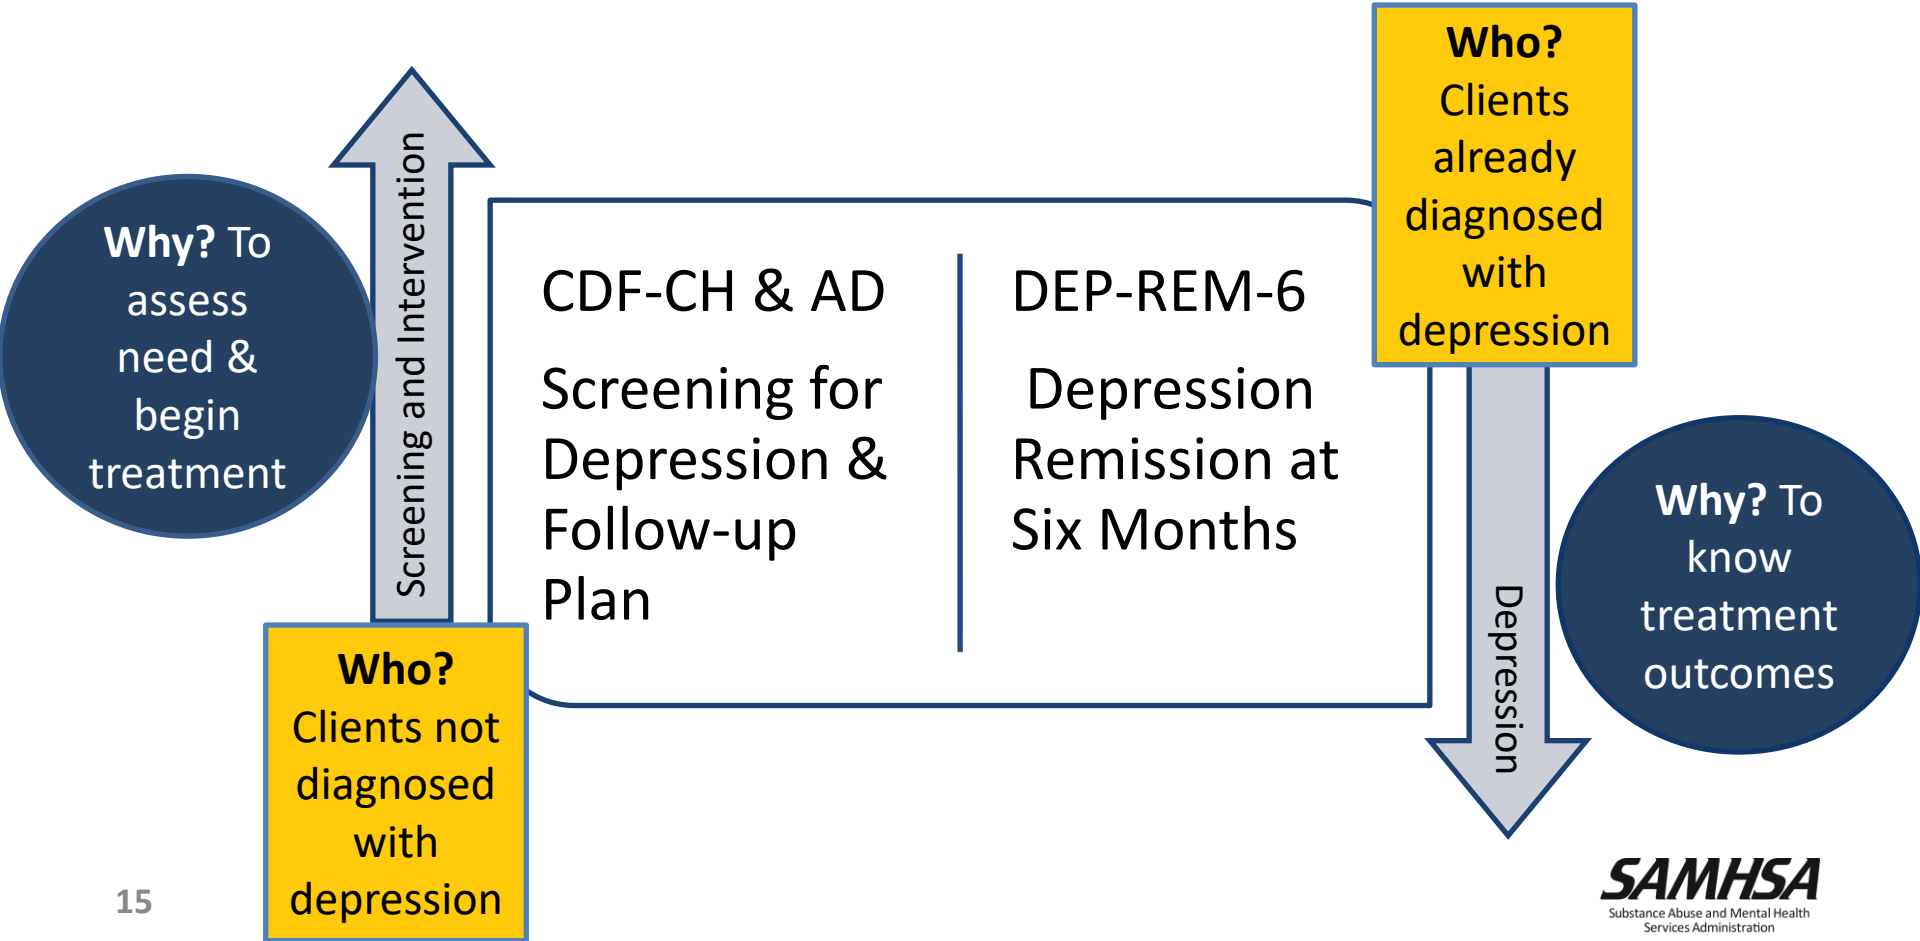 Why? To
assess
need &
begin
treatment
Screening and Intervention
Who?
Clients not
diagnosed
with
depression
CDF-CH & AD
Screening for
Depression &
Follow-up
Plan
DEP-REM-6
Depression
Remission at
Six Months
Who?
Clients
already
diagnosed
with
depression
Depression
Why? To
know
treatment
outcomes
15
SAMHSA
Substance Abuse and Mental Health
Services Administration